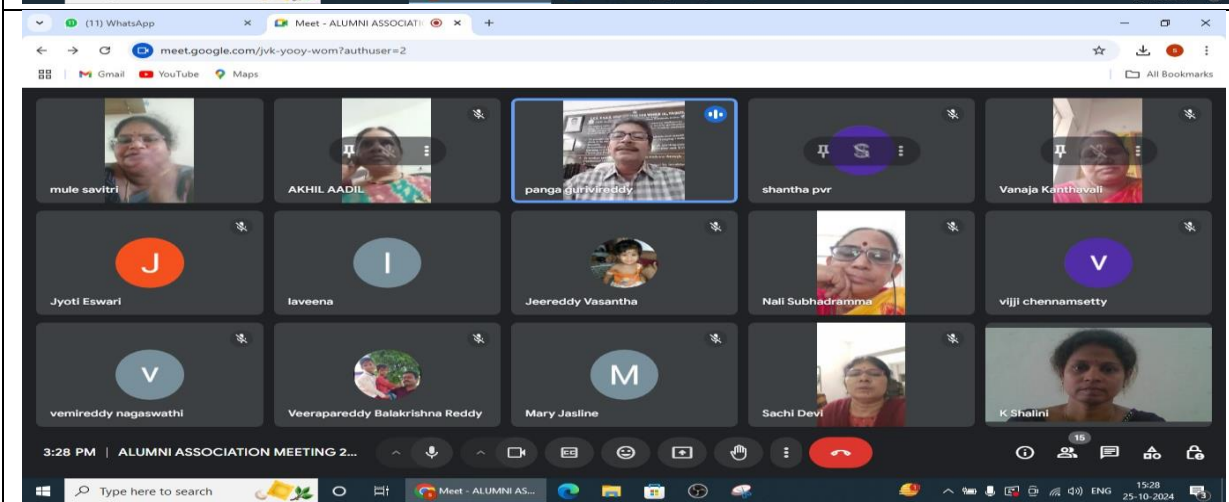 (11) WhatsApp
Meet - ALUMNI ASSOCIATI
meet.google.com/jvk-yooy-wom?authuser=2
Gmail YouTube Maps All Bookmarks
mule savitri AKHIL AADIL panga gurivireddy shantha pvr Vanaja Kanthavali
S
J I V
Jyoti Eswari laveena Jeereddy Vasantha Nali Subhadramma vijji chennamsetty
V M
vemireddy nagaswathi Veerapareddy Balakrishna Reddy Mary Jasline Sachi Devi K Shalini
3:28 PM | ALUMNI ASSOCIATION MEETING 2... 15
Type here to search Meet - ALUMNI AS... ENG 15:28
25-10-2024